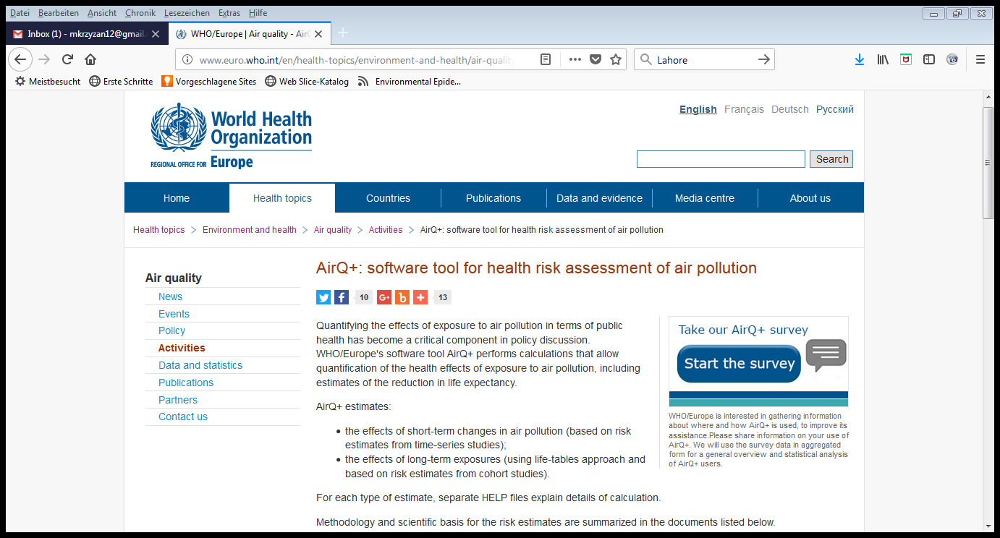 Datei Bearbeiten Ansicht Chronik Lesezeichen Extras Hilfe
Inbox (1) - mkrzyzan12@gmail.
WHO/Europe | Air quality - Air
www.euro.who.int/en/health-topics/environment-and-health/air-quality
Lahore
Meistbesucht Erste Schritte Vorgeschlagene Sites Web Slice-Katalog Environmental Epide...
World Health
Organization
REGIONAL OFFICE FOR Europe
English Français Deutsch Русский
Search
Home Health topics Countries Publications Data and evidence Media centre About us
Health topics > Environment and health > Air quality > Activities > AirQ+: software tool for health risk assessment of air pollution
Air quality
News
Events
Policy
Activities
Data and statistics
Publications
Partners
Contact us
AirQ+: software tool for health risk assessment of air pollution
10 G+ 13
Quantifying the effects of exposure to air pollution in terms of public
health has become a critical component in policy discussion.
WHO/Europe's software tool AirQ+ performs calculations that allow
quantification of the health effects of exposure to air pollution, including
estimates of the reduction in life expectancy.
AirQ+ estimates:
• the effects of short-term changes in air pollution (based on risk
estimates from time-series studies);
• the effects of long-term exposures (using life-tables approach and
based on risk estimates from cohort studies).
For each type of estimate, separate HELP files explain details of calculation.
Methodology and scientific basis for the risk estimates are summarized in the documents listed below.
Take our AirQ+ survey
Start the survey
WHO/Europe is interested in gathering information
about where and how AirQ+ is used, to improve its
assistance.Please share information on your use of
AirQ+. We will use the survey data in aggregated
form for a general overview and statistical analysis
of AirQ+ users.